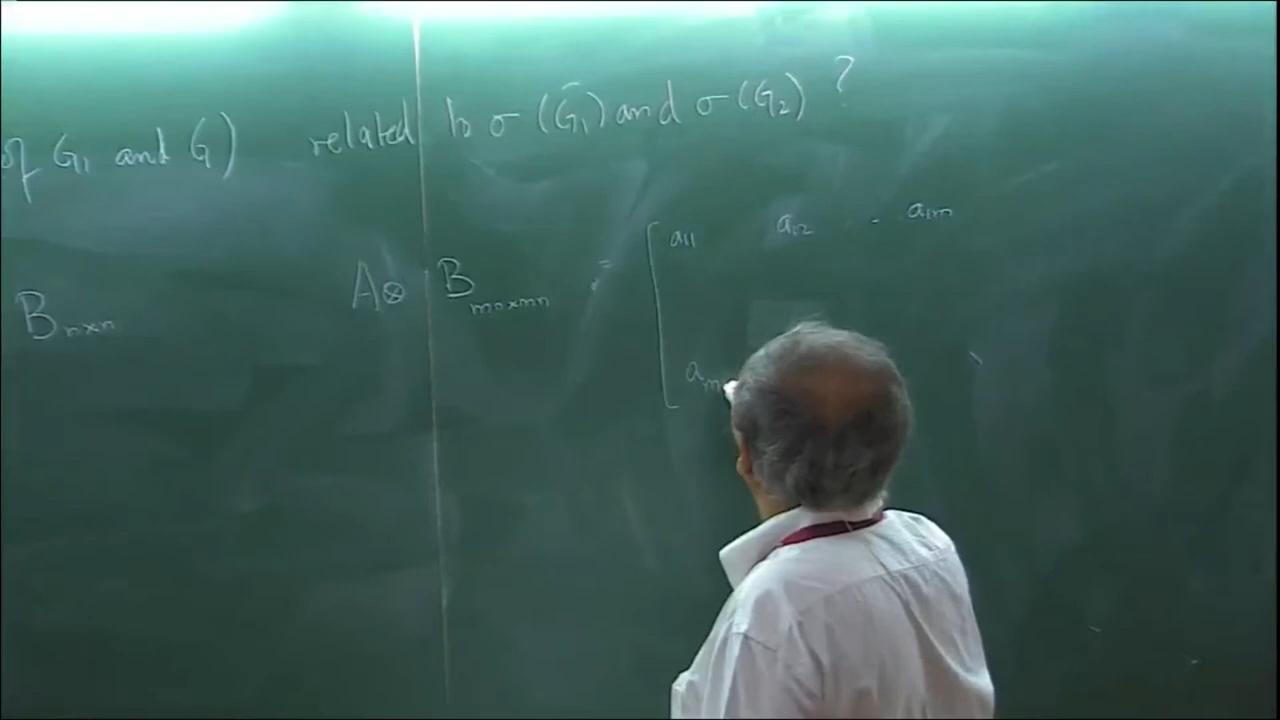 of G₁ and G) related to σ (G₁) and σ (G₂) ?
B n×n A⊗ B mn×mn = [ a₁₁ a₁₂ . . a₁ₘ
aₘ